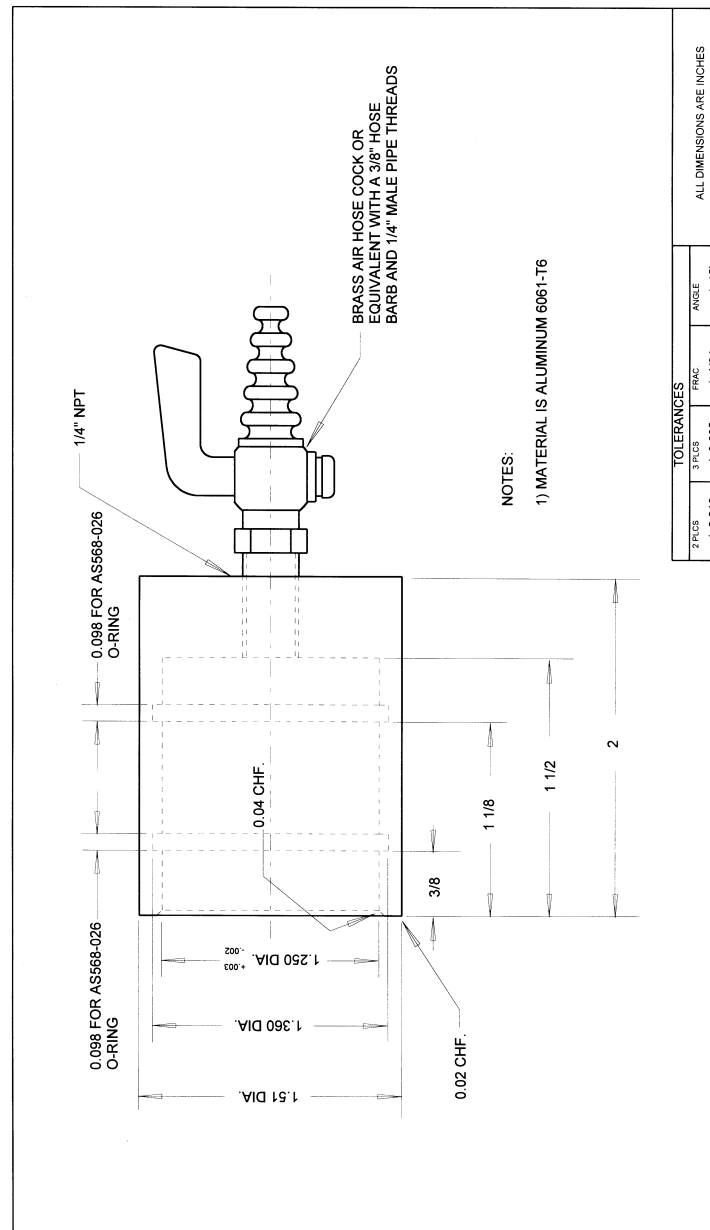 0.098 FOR AS568-026
O-RING
0.098 FOR AS568-026
O-RING
1/4" NPT
BRASS AIR HOSE COCK OR
EQUIVALENT WITH A 3/8" HOSE
BARB AND 1/4" MALE PIPE THREADS
0.04 CHF.
1.250 DIA.
+.003
-.002
1.360 DIA.
1.51 DIA.
0.02 CHF.
3/8
1 1/8
1 1/2
2
NOTES:
1) MATERIAL IS ALUMINUM 6061-T6
TOLERANCES
2 PLCS
3 PLCS
FRAC
ANGLE
ALL DIMENSIONS ARE INCHES